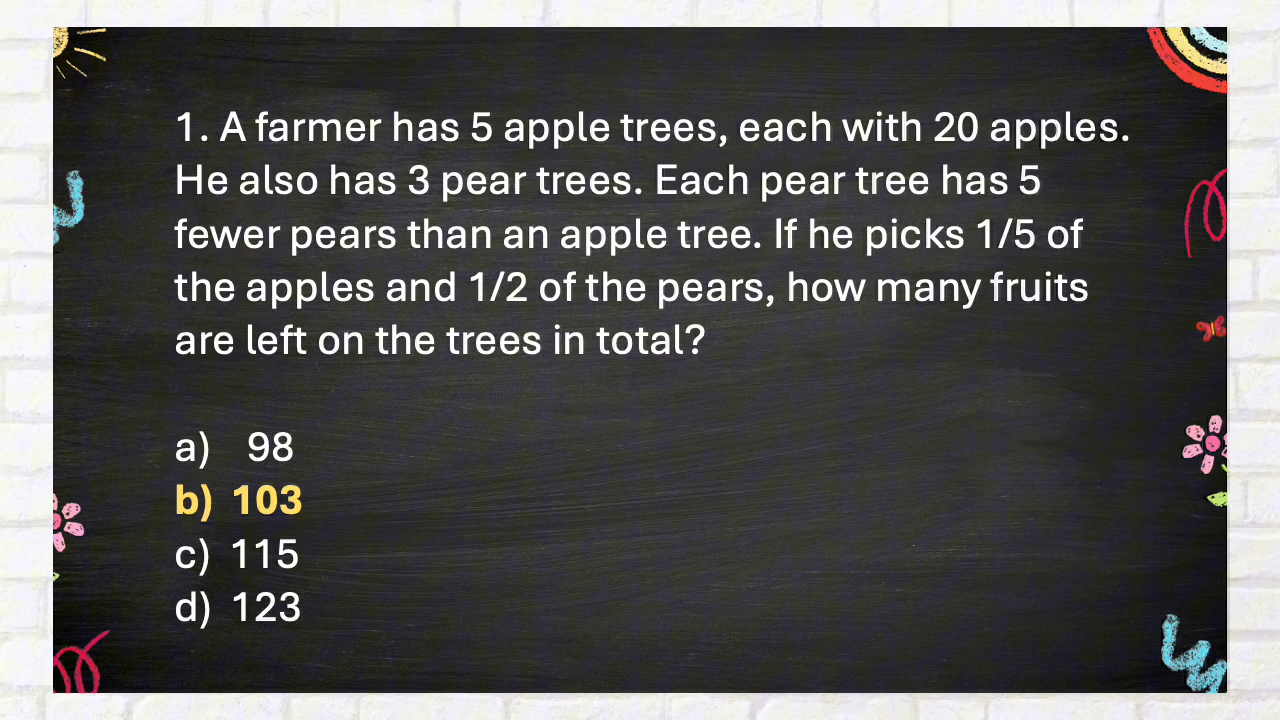 1. A farmer has 5 apple trees, each with 20 apples.
He also has 3 pear trees. Each pear tree has 5
fewer pears than an apple tree. If he picks 1/5 of
the apples and 1/2 of the pears, how many fruits
are left on the trees in total?
a) 98
b) 103
c) 115
d) 123